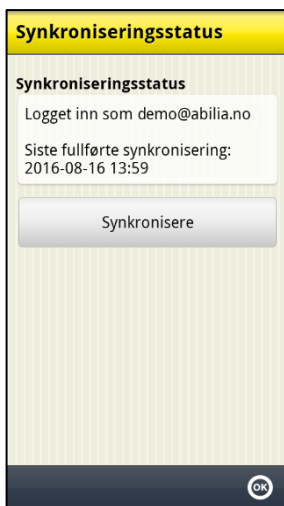 Synkroniseringsstatus
Synkroniseringsstatus
Logget inn som demo@abilia.no
Siste fullførte synkronisering:
2016-08-16 13:59
Synkronisere
OK